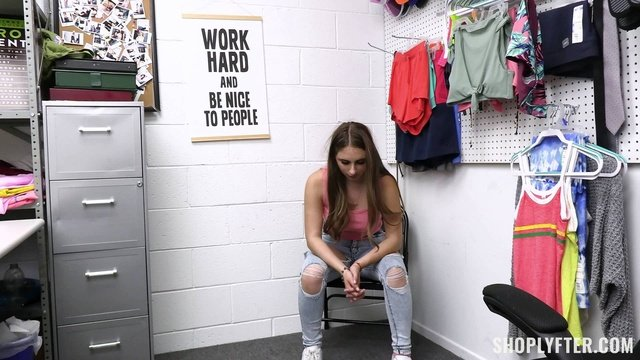 WORK
HARD
AND
BE NICE
TO PEOPLE
SHOPLYFTER.COM